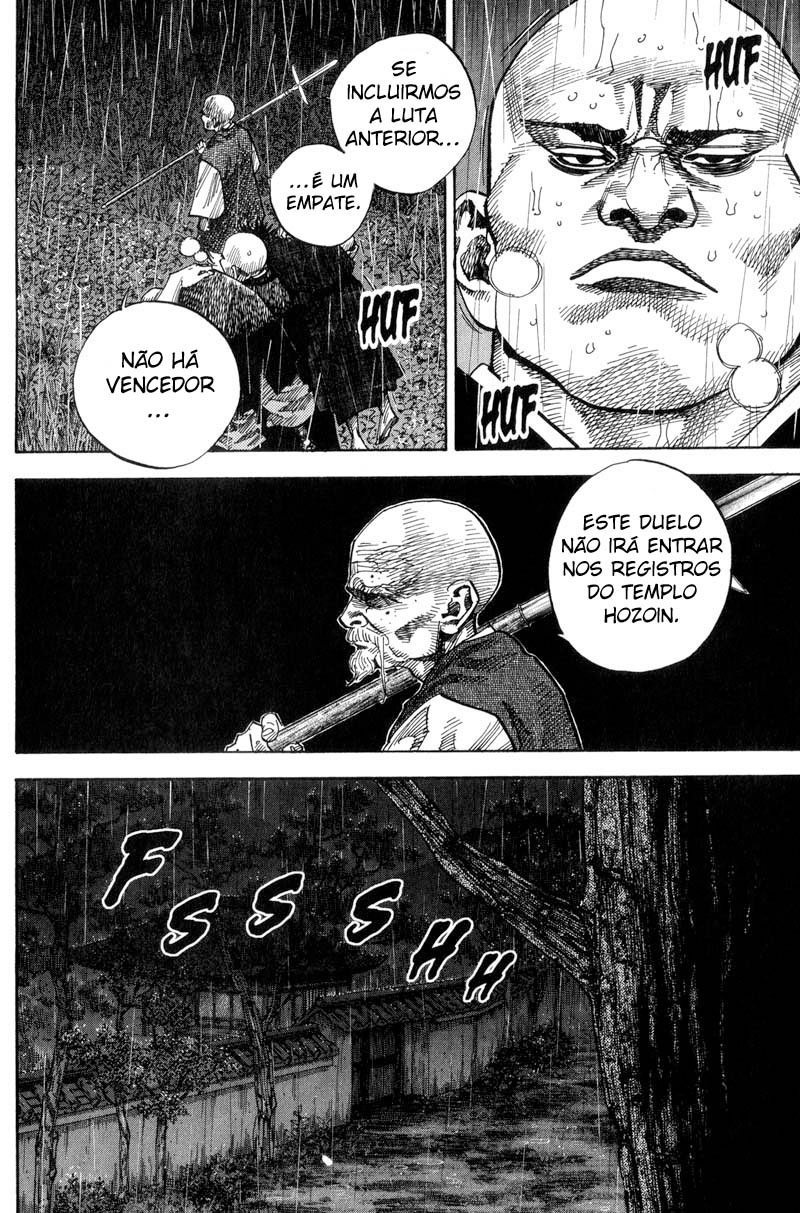 SE
INCLUIRMOS
A LUTA
ANTERIOR...
...É UM
EMPATE.
NÃO HÁ
VENCEDOR
...
HUF
HUF
HUF
HUF
ESTE DUELO
NÃO IRÁ ENTRAR
NOS REGISTROS
DO TEMPLO
HOZOIN.
FSSSHH